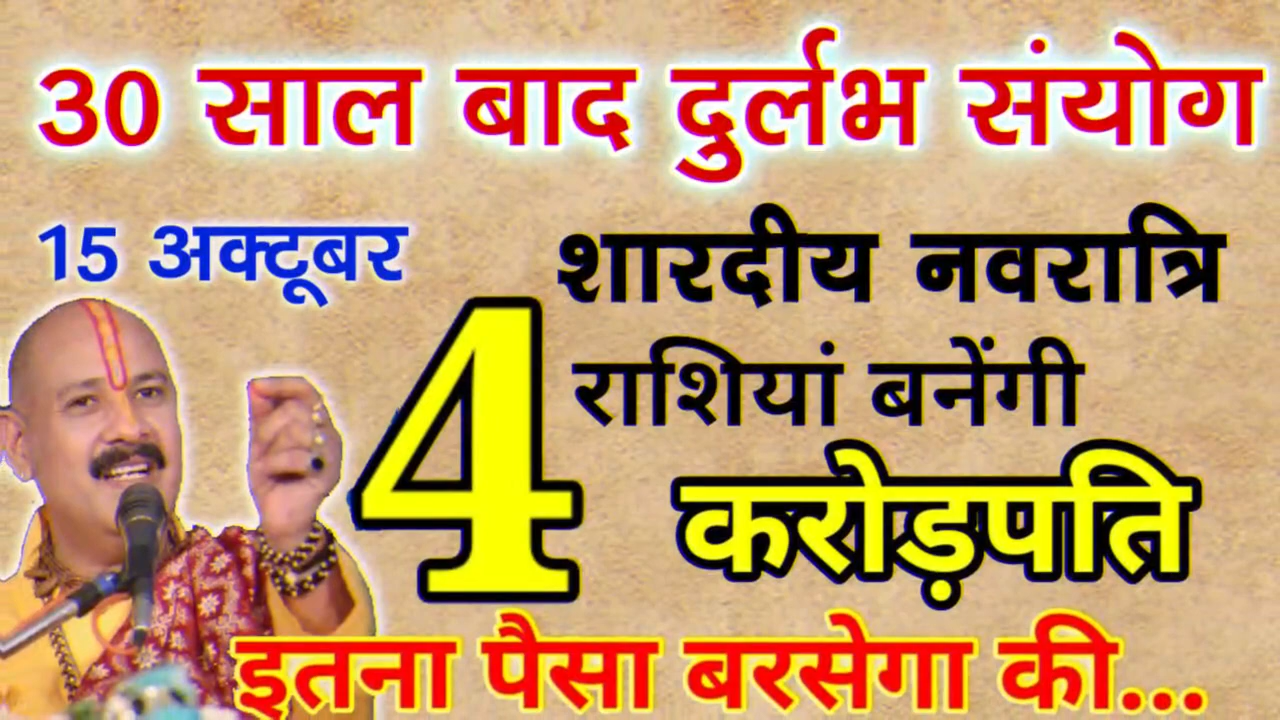 30 साल बाद दुर्लभ संयोग
15 अक्टूबर
शारदीय नवरात्रि
4 राशियां बनेंगी
करोड़पति
इतना पैसा बरसेगा की...